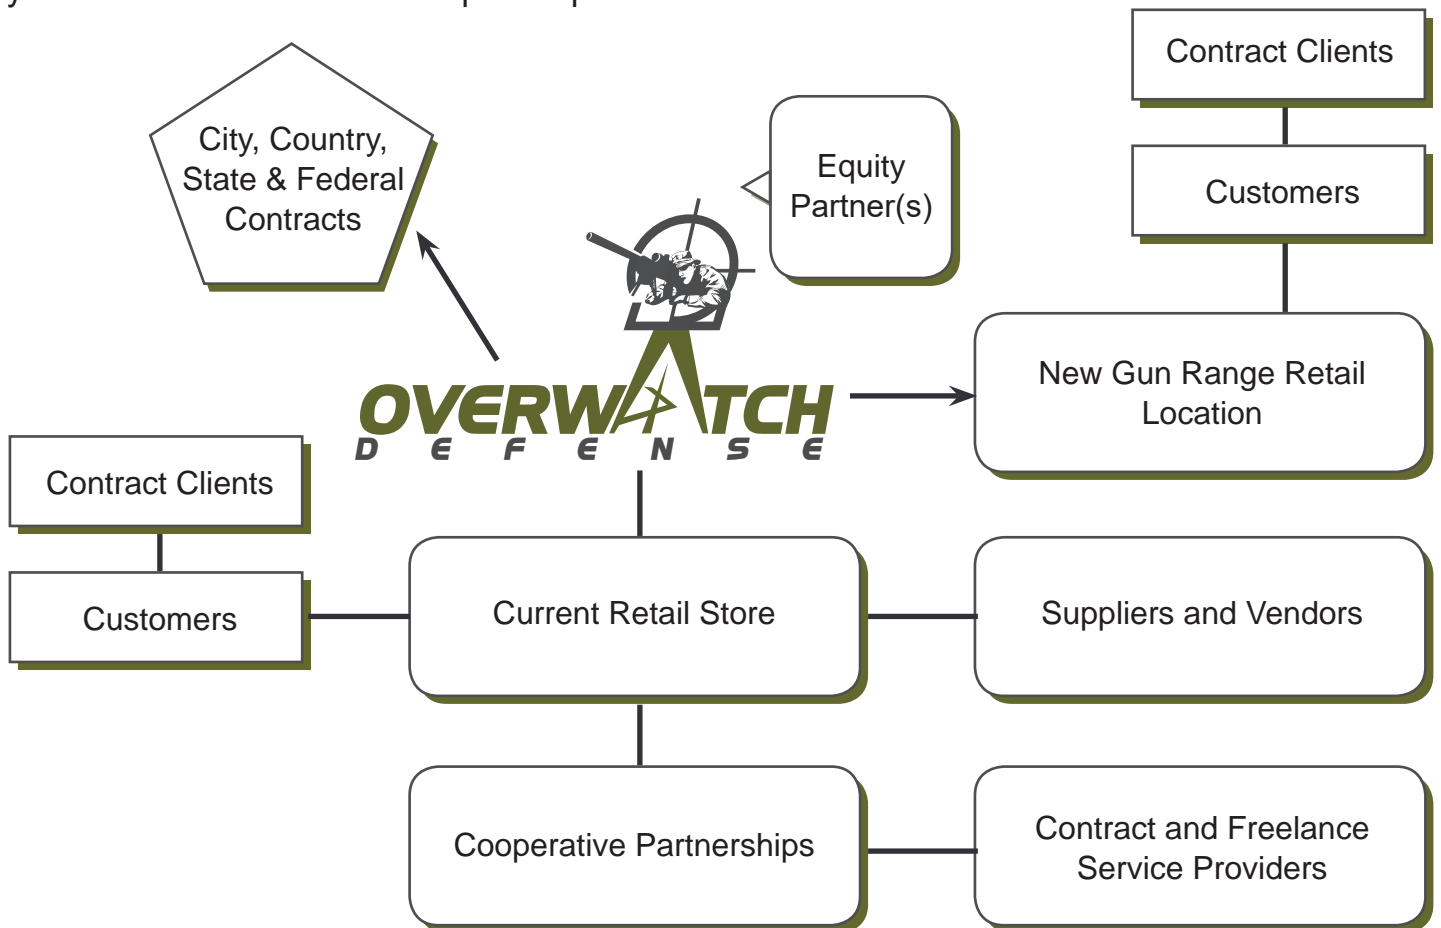 Contract Clients
City, Country,
State & Federal
Contracts
Equity
Partner(s)
Customers
OVERWATCH
DEFENSE
New Gun Range Retail
Location
Contract Clients
Customers
Current Retail Store
Suppliers and Vendors
Cooperative Partnerships
Contract and Freelance
Service Providers